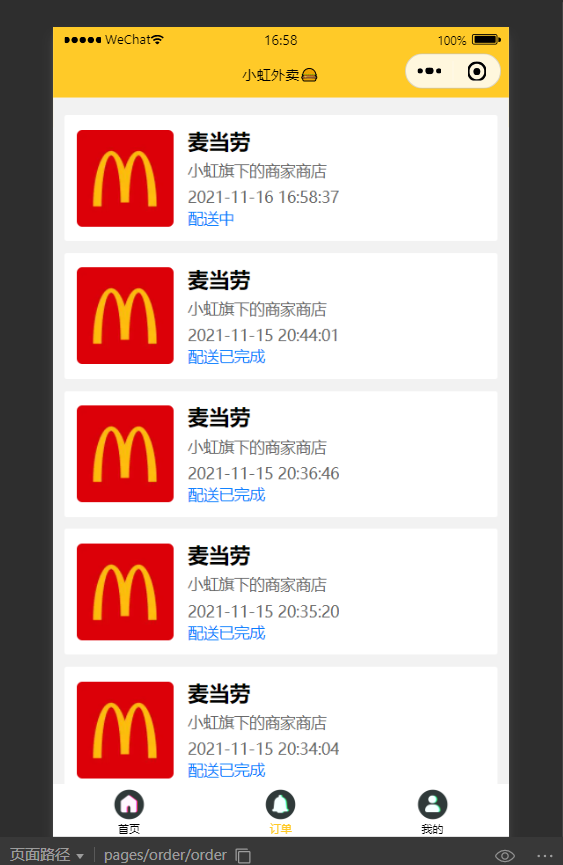 WeChat 16:58 100%
小虹外卖
麦当劳
小虹旗下的商家商店
2021-11-16 16:58:37
配送中
麦当劳
小虹旗下的商家商店
2021-11-15 20:44:01
配送已完成
麦当劳
小虹旗下的商家商店
2021-11-15 20:36:46
配送已完成
麦当劳
小虹旗下的商家商店
2021-11-15 20:35:20
配送已完成
麦当劳
小虹旗下的商家商店
2021-11-15 20:34:04
配送已完成
首页 订单 我的
页面路径 pages/order/order